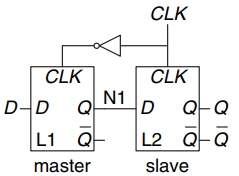 CLK
CLK CLK
D D Q N1 D Q Q
L1 Q̅ L2 Q̅ Q̅
master slave